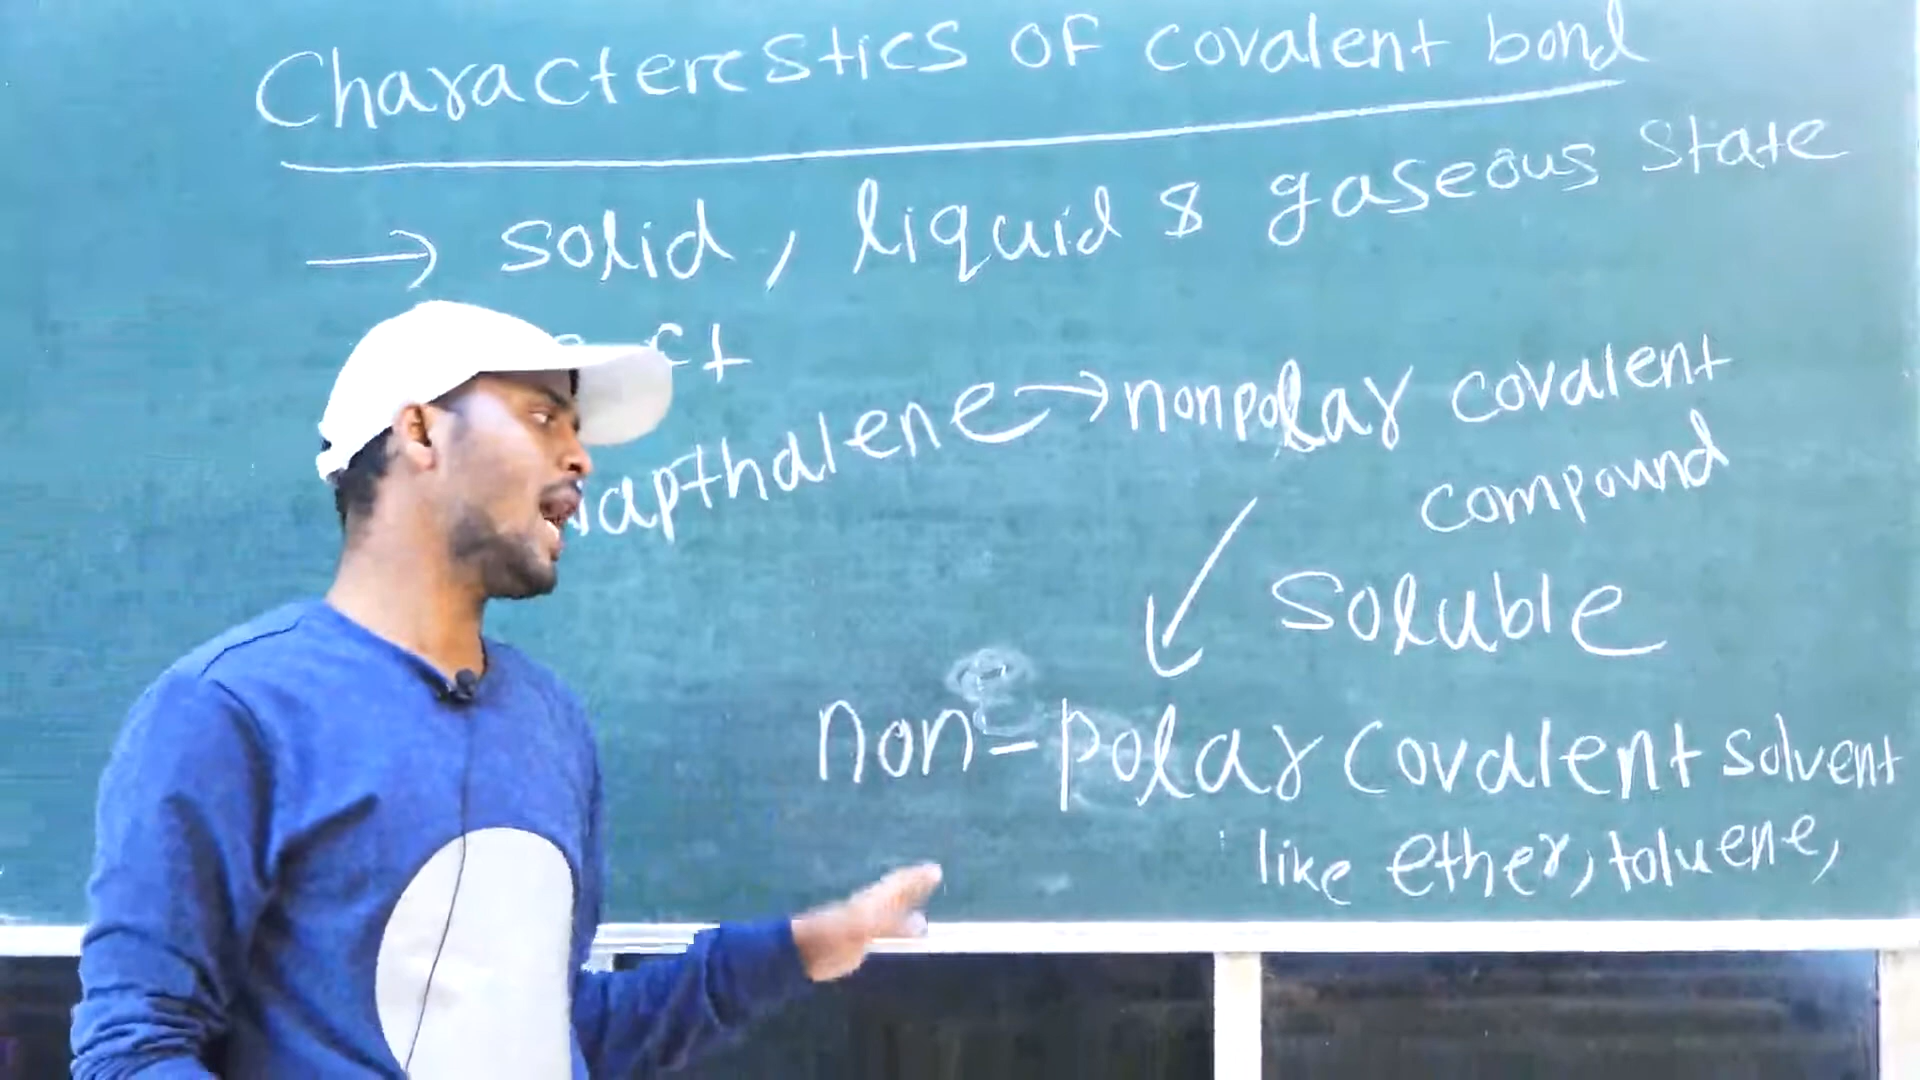 Charactercstics OF covalent bond
→ solid, liquid & gaseous state
apthalene → nonpolar covalent
compound
soluble
non-polar covalent solvent
like ether, toluene,